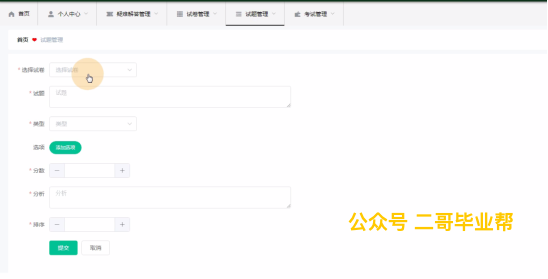 首页 个人中心 疑难解答管理 试卷管理 试题管理 考试管理
首页 试题管理
* 选择试卷 选择试卷
* 试题 试题
* 类型 类型
选项 添加选项
* 分数 − +
* 分析 分析
* 排序 − +
提交 取消
公众号 二哥毕业帮